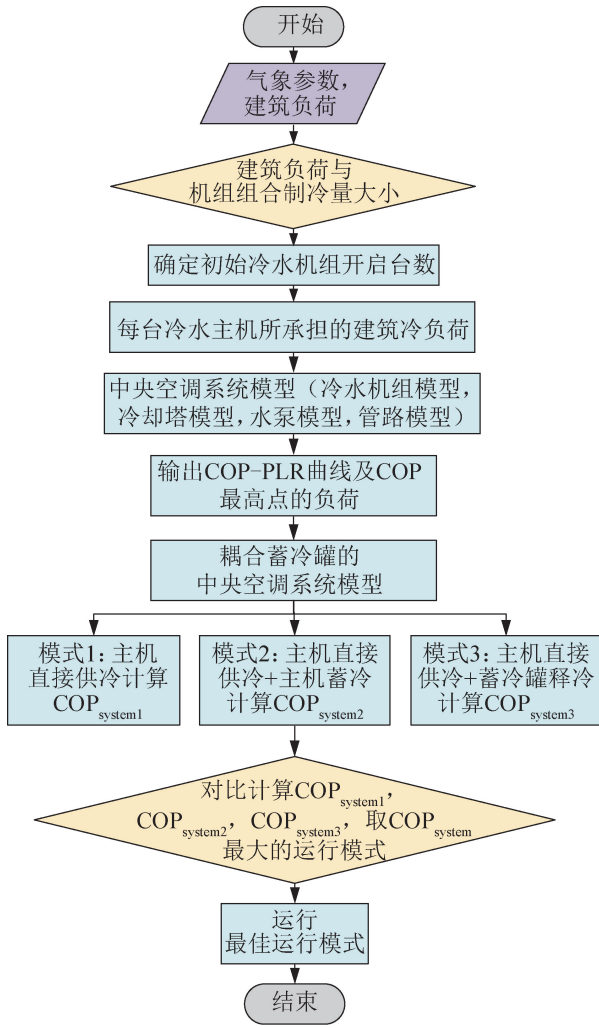 开始
气象参数，
建筑负荷
建筑负荷与
机组组合制冷量大小
确定初始冷水机组开启台数
每台冷水主机所承担的建筑冷负荷
中央空调系统模型（冷水机组模型，
冷却塔模型，水泵模型，管路模型）
输出COP-PLR曲线及COP
最高点的负荷
耦合蓄冷罐的
中央空调系统模型
模式1：主机
直接供冷计算
COPsystem1
模式2：主机直接
供冷+主机蓄冷
计算COPsystem2
模式3：主机直接
供冷+蓄冷罐释冷
计算COPsystem3
对比计算COPsystem1，
COPsystem2，COPsystem3，取COPsystem
最大的运行模式
运行
最佳运行模式
结束